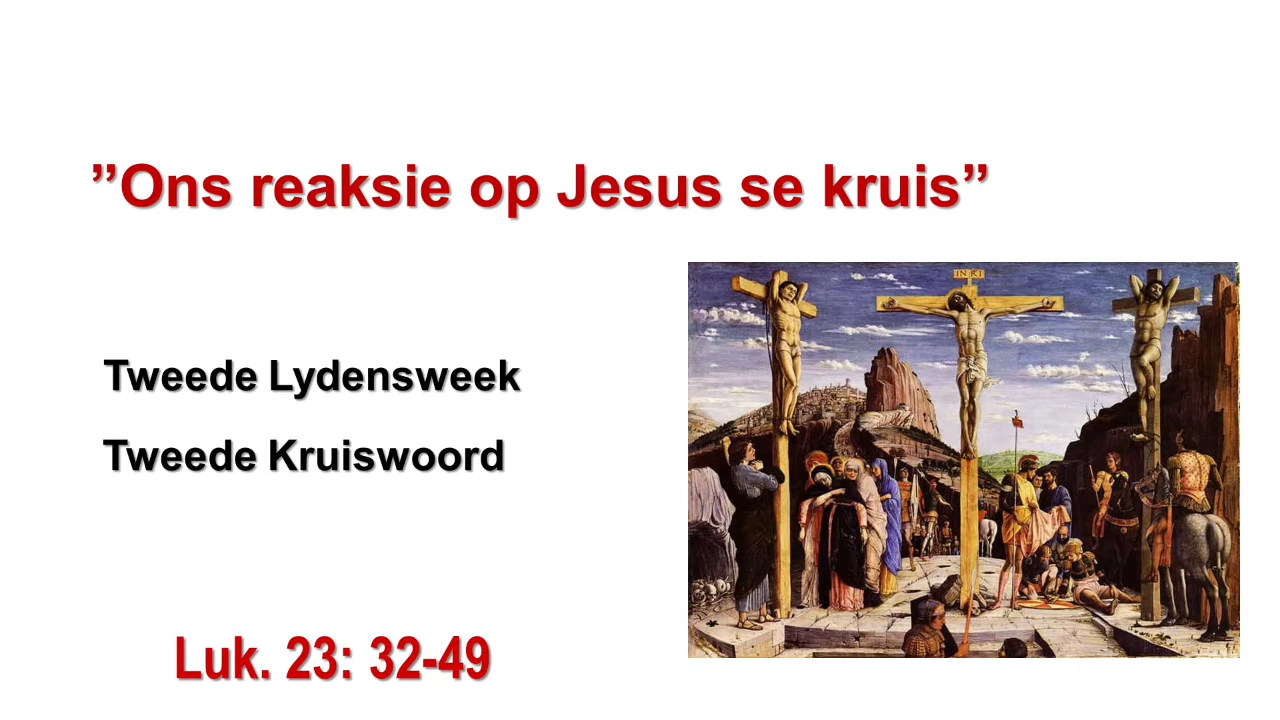 ”Ons reaksie op Jesus se kruis”
INRI
Tweede Lydensweek
Tweede Kruiswoord
Luk. 23: 32-49